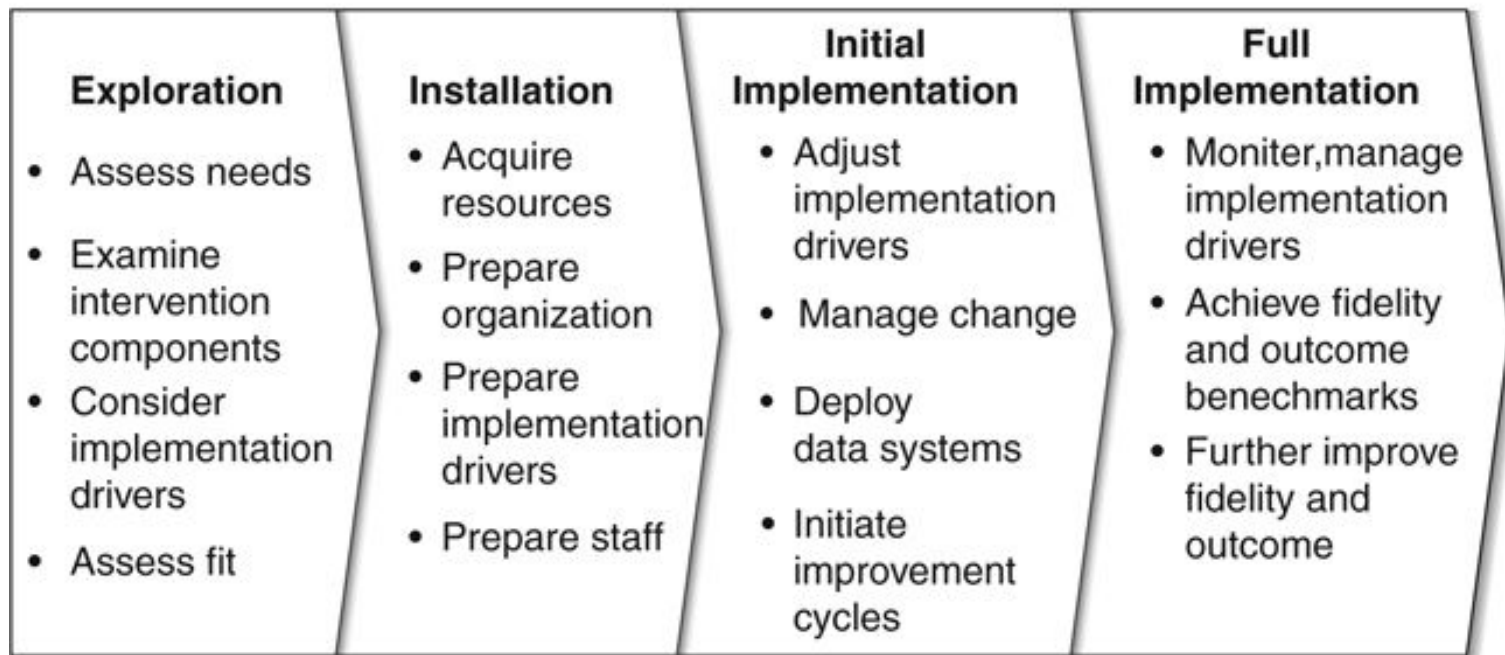 Exploration
• Assess needs
• Examine
intervention
components
• Consider
implementation
drivers
• Assess fit
Installation
• Acquire
resources
• Prepare
organization
• Prepare
implementation
drivers
• Prepare staff
Initial
Implementation
• Adjust
implementation
drivers
• Manage change
• Deploy
data systems
• Initiate
improvement
cycles
Full
Implementation
• Moniter,manage
implementation
drivers
• Achieve fidelity
and outcome
benechmarks
• Further improve
fidelity and
outcome